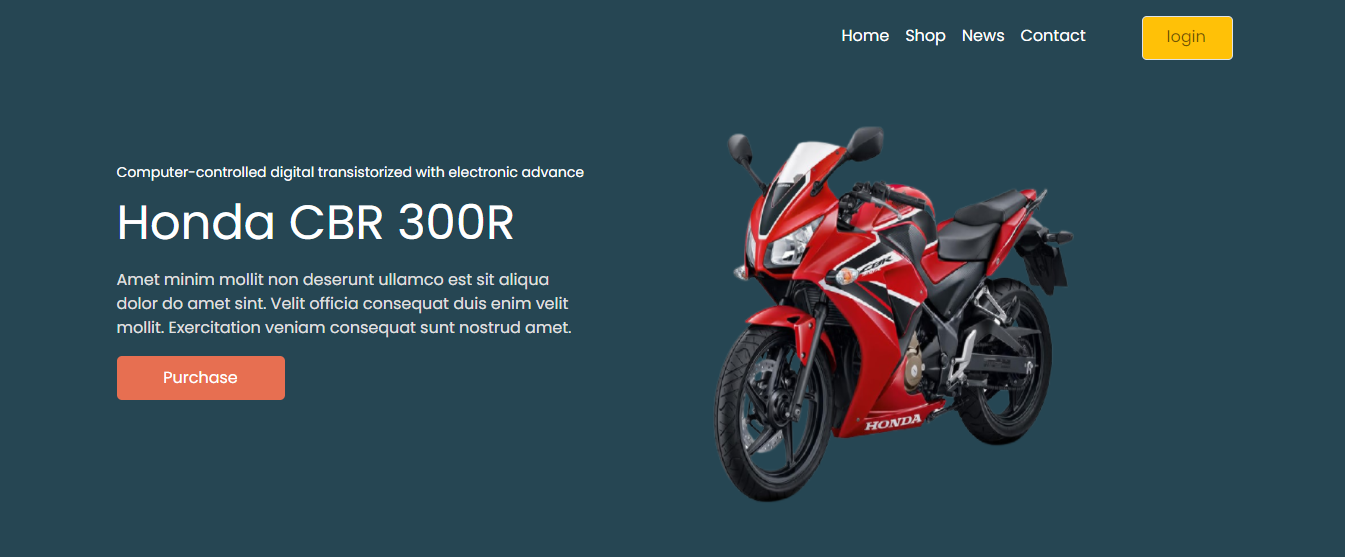 Home Shop News Contact login
Computer-controlled digital transistorized with electronic advance
Honda CBR 300R
Amet minim mollit non deserunt ullamco est sit aliqua
dolor do amet sint. Velit officia consequat duis enim velit
mollit. Exercitation veniam consequat sunt nostrud amet.
Purchase
CBR
HONDA